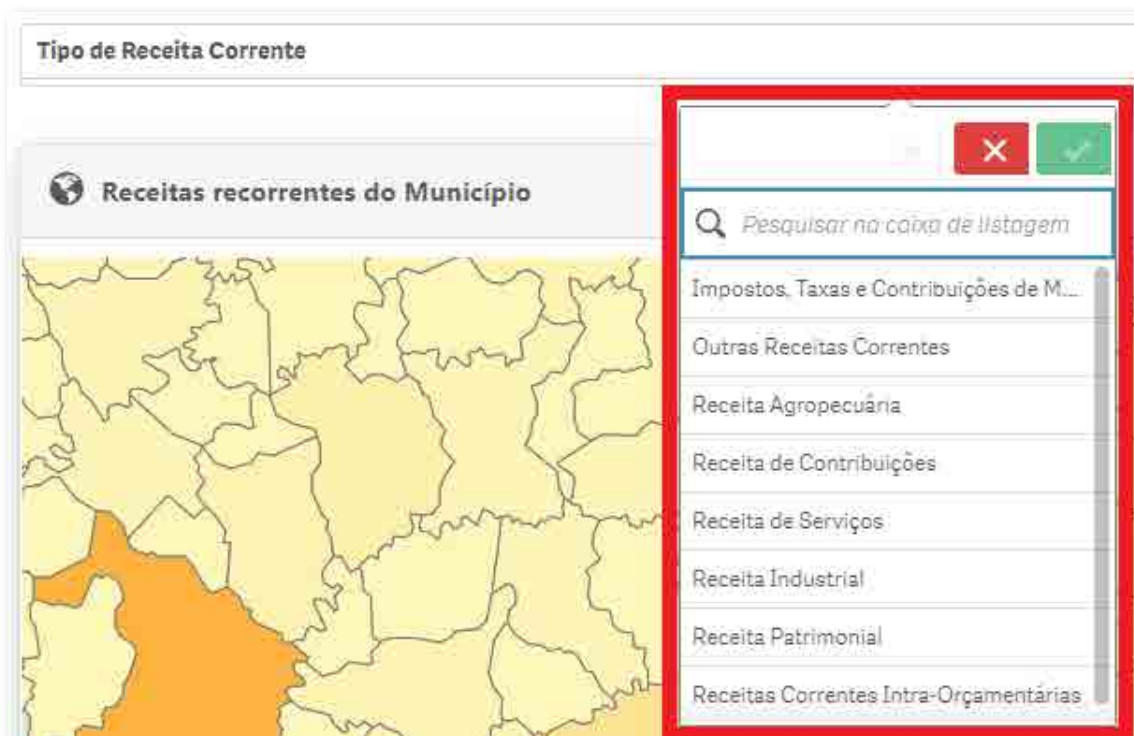 Tipo de Receita Corrente
Receitas recorrentes do Município
Pesquisar na caixa de listagem
Impostos, Taxas e Contribuições de M...
Outras Receitas Correntes
Receita Agropecuária
Receita de Contribuições
Receita de Serviços
Receita Industrial
Receita Patrimonial
Receitas Correntes Intra-Orçamentárias